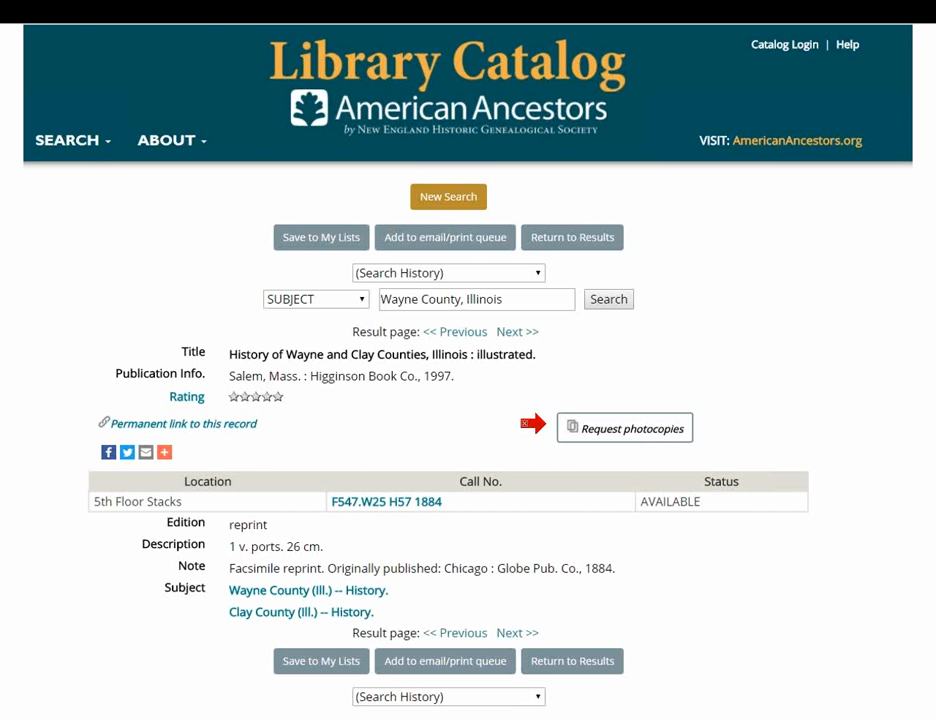 Catalog Login | Help
Library Catalog
American Ancestors
by NEW ENGLAND HISTORIC GENEALOGICAL SOCIETY
SEARCH ABOUT VISIT: AmericanAncestors.org
New Search
Save to My Lists Add to email/print queue Return to Results
(Search History)
SUBJECT Wayne County, Illinois Search
Result page: << Previous Next >>
Title History of Wayne and Clay Counties, Illinois : illustrated.
Publication Info. Salem, Mass. : Higginson Book Co., 1997.
Rating
Permanent link to this record Request photocopies
Location Call No. Status
5th Floor Stacks F547.W25 H57 1884 AVAILABLE
Edition reprint
Description 1 v. ports. 26 cm.
Note Facsimile reprint. Originally published: Chicago : Globe Pub. Co., 1884.
Subject Wayne County (Ill.) -- History.
Clay County (Ill.) -- History.
Result page: << Previous Next >>
Save to My Lists Add to email/print queue Return to Results
(Search History)